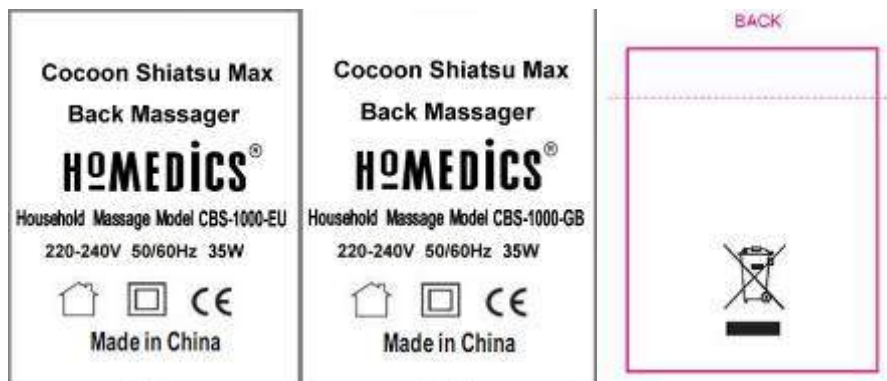 Cocoon Shiatsu Max
Back Massager
HoMEDiCS®
Household Massage Model CBS-1000-EU
220-240V 50/60Hz 35W
CE
Made in China
Cocoon Shiatsu Max
Back Massager
HoMEDiCS®
Household Massage Model CBS-1000-GB
220-240V 50/60Hz 35W
CE
Made in China
BACK